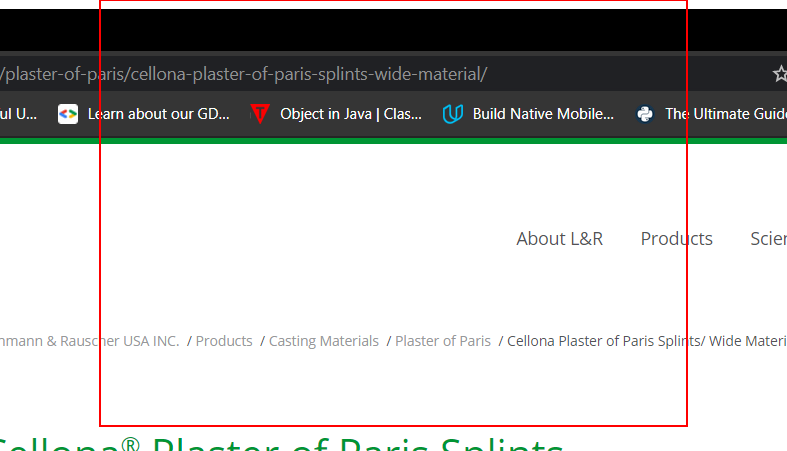 /plaster-of-paris/cellona-plaster-of-paris-splints-wide-material/
ul U... Learn about our GD... Object in Java | Clas... Build Native Mobile... The Ultimate Guid
About L&R Products Scien
nmann & Rauscher USA INC. / Products / Casting Materials / Plaster of Paris / Cellona Plaster of Paris Splints/ Wide Materi
Cellona® Plaster of Paris Splints